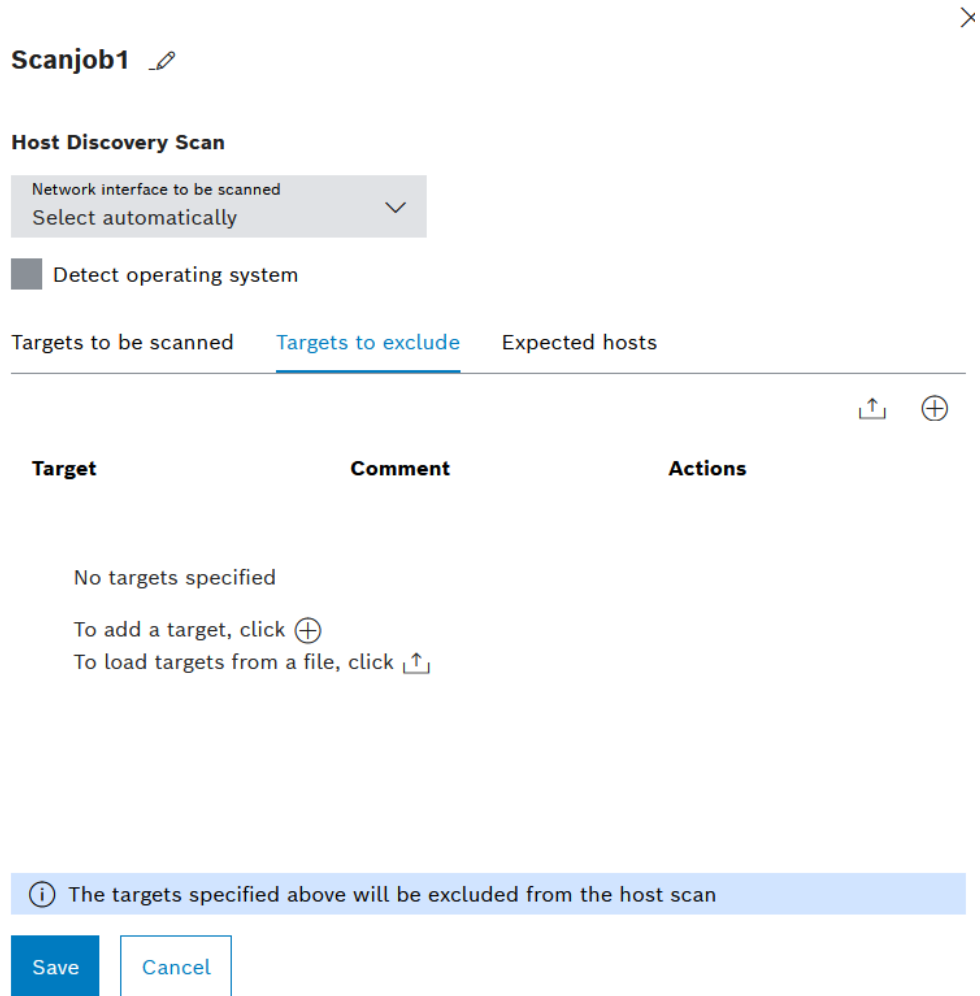 Scanjob1
Host Discovery Scan
Network interface to be scanned
Select automatically
Detect operating system
Targets to be scanned Targets to exclude Expected hosts
Target Comment Actions
No targets specified
To add a target, click
To load targets from a file, click
The targets specified above will be excluded from the host scan
Save Cancel